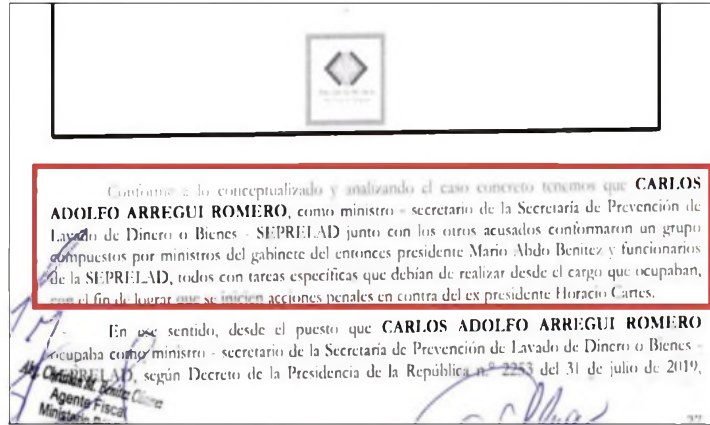 Conforme a lo conceptualizado y analizando el caso concreto tenemos que CARLOS
ADOLFO ARREGUI ROMERO, como ministro - secretario de la Secretaría de Prevención de
Lavado de Dinero o Bienes - SEPRELAD junto con los otros acusados conformaron un grupo
compuestos por ministros del gabinete del entonces presidente Mario Abdo Benítez y funcionarios
de la SEPRELAD, todos con tareas específicas que debían de realizar desde el cargo que ocupaban,
con el fin de lograr que se inicien acciones penales en contra del ex presidente Horacio Cartes.
En ese sentido, desde el puesto que CARLOS ADOLFO ARREGUI ROMERO
ocupaba como ministro - secretario de la Secretaría de Prevención de Lavado de Dinero o Bienes -
SEPRELAD, según Decreto de la Presidencia de la República n.° 2253 del 31 de julio de 2019,
Agente Fiscal